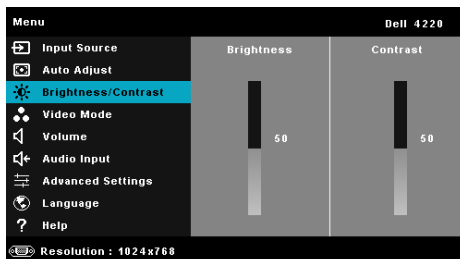 Menu Dell 4220
Input Source
Auto Adjust
Brightness/Contrast
Video Mode
Volume
Audio Input
Advanced Settings
Language
? Help
Brightness Contrast
50 50
Resolution : 1024x768